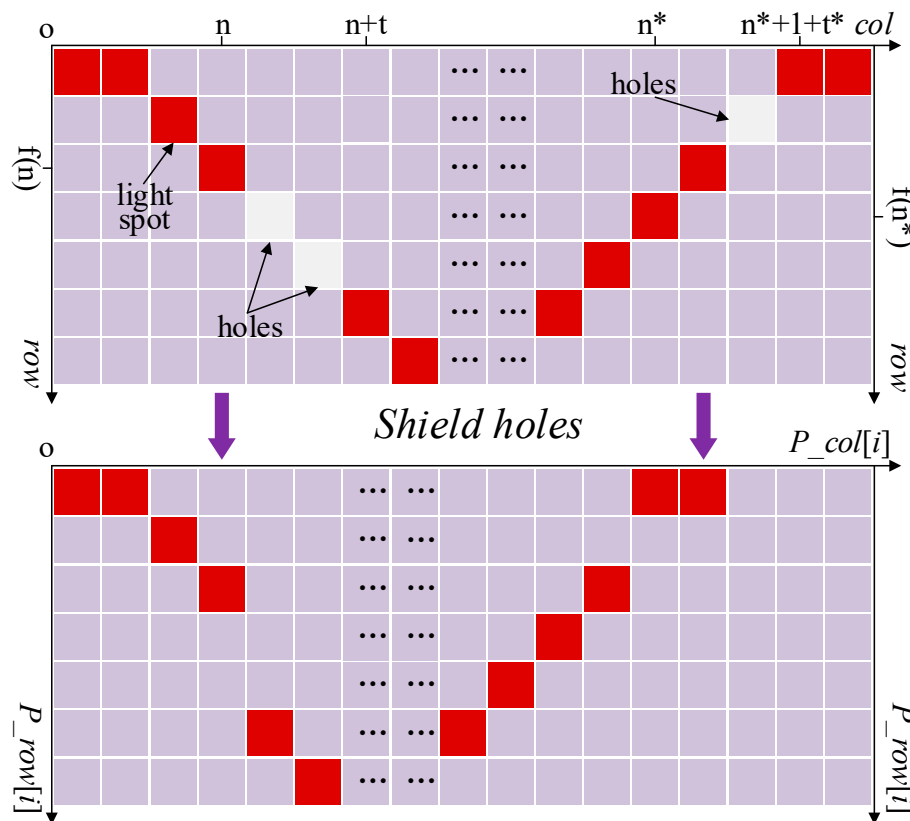 o n n+t n* n*+1+t* col
holes
f(n)
light
spot
f(n*)
holes
row
row
Shield holes
o P_col[i]
P_row[i]
P_row[i]